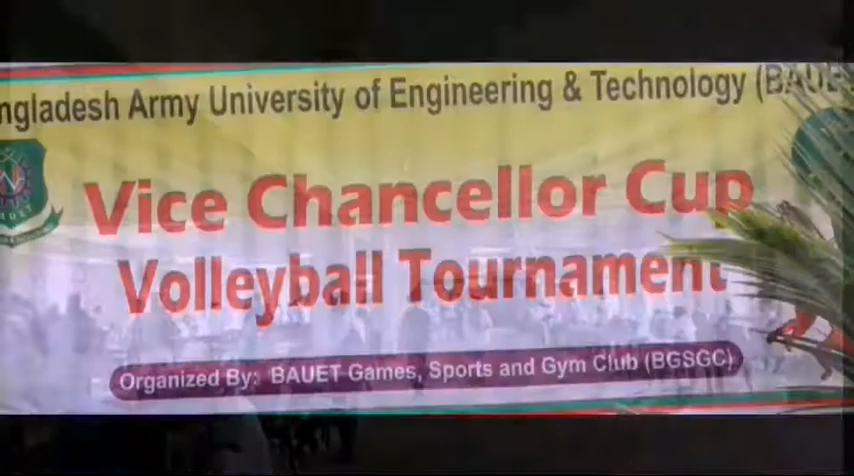 ngladesh Army University of Engineering & Technology (BAUE
Vice Chancellor Cup
Volleyball Tournament
Organized By: BAUET Games, Sports and Gym Club (BGSGC)